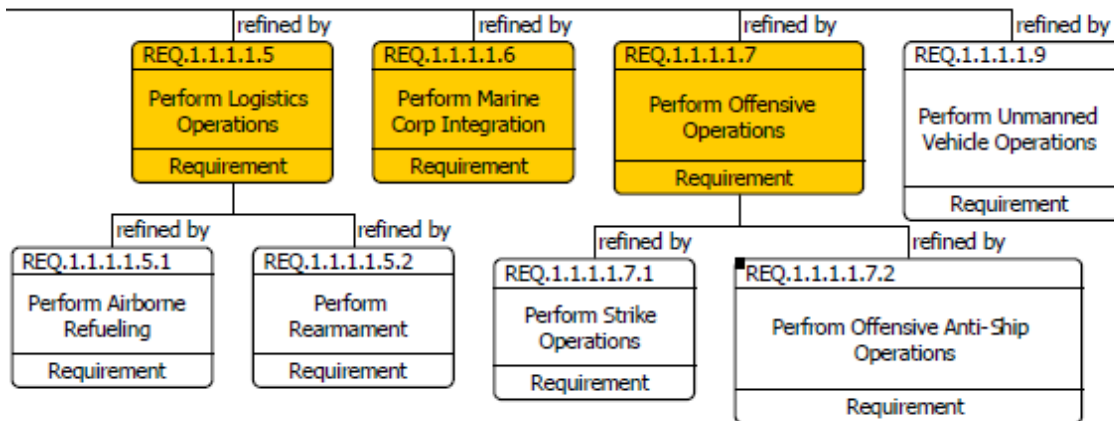 refined by
refined by
refined by
refined by
REQ.1.1.1.1.5
Perform Logistics
Operations
Requirement
REQ.1.1.1.1.6
Perform Marine
Corp Integration
Requirement
REQ.1.1.1.1.7
Perform Offensive
Operations
Requirement
REQ.1.1.1.1.9
Perform Unmanned
Vehicle Operations
Requirement
refined by
refined by
refined by
refined by
REQ.1.1.1.1.5.1
Perform Airborne
Refueling
Requirement
REQ.1.1.1.1.5.2
Perform
Rearmament
Requirement
REQ.1.1.1.1.7.1
Perform Strike
Operations
Requirement
REQ.1.1.1.1.7.2
Perfrom Offensive Anti-Ship
Operations
Requirement